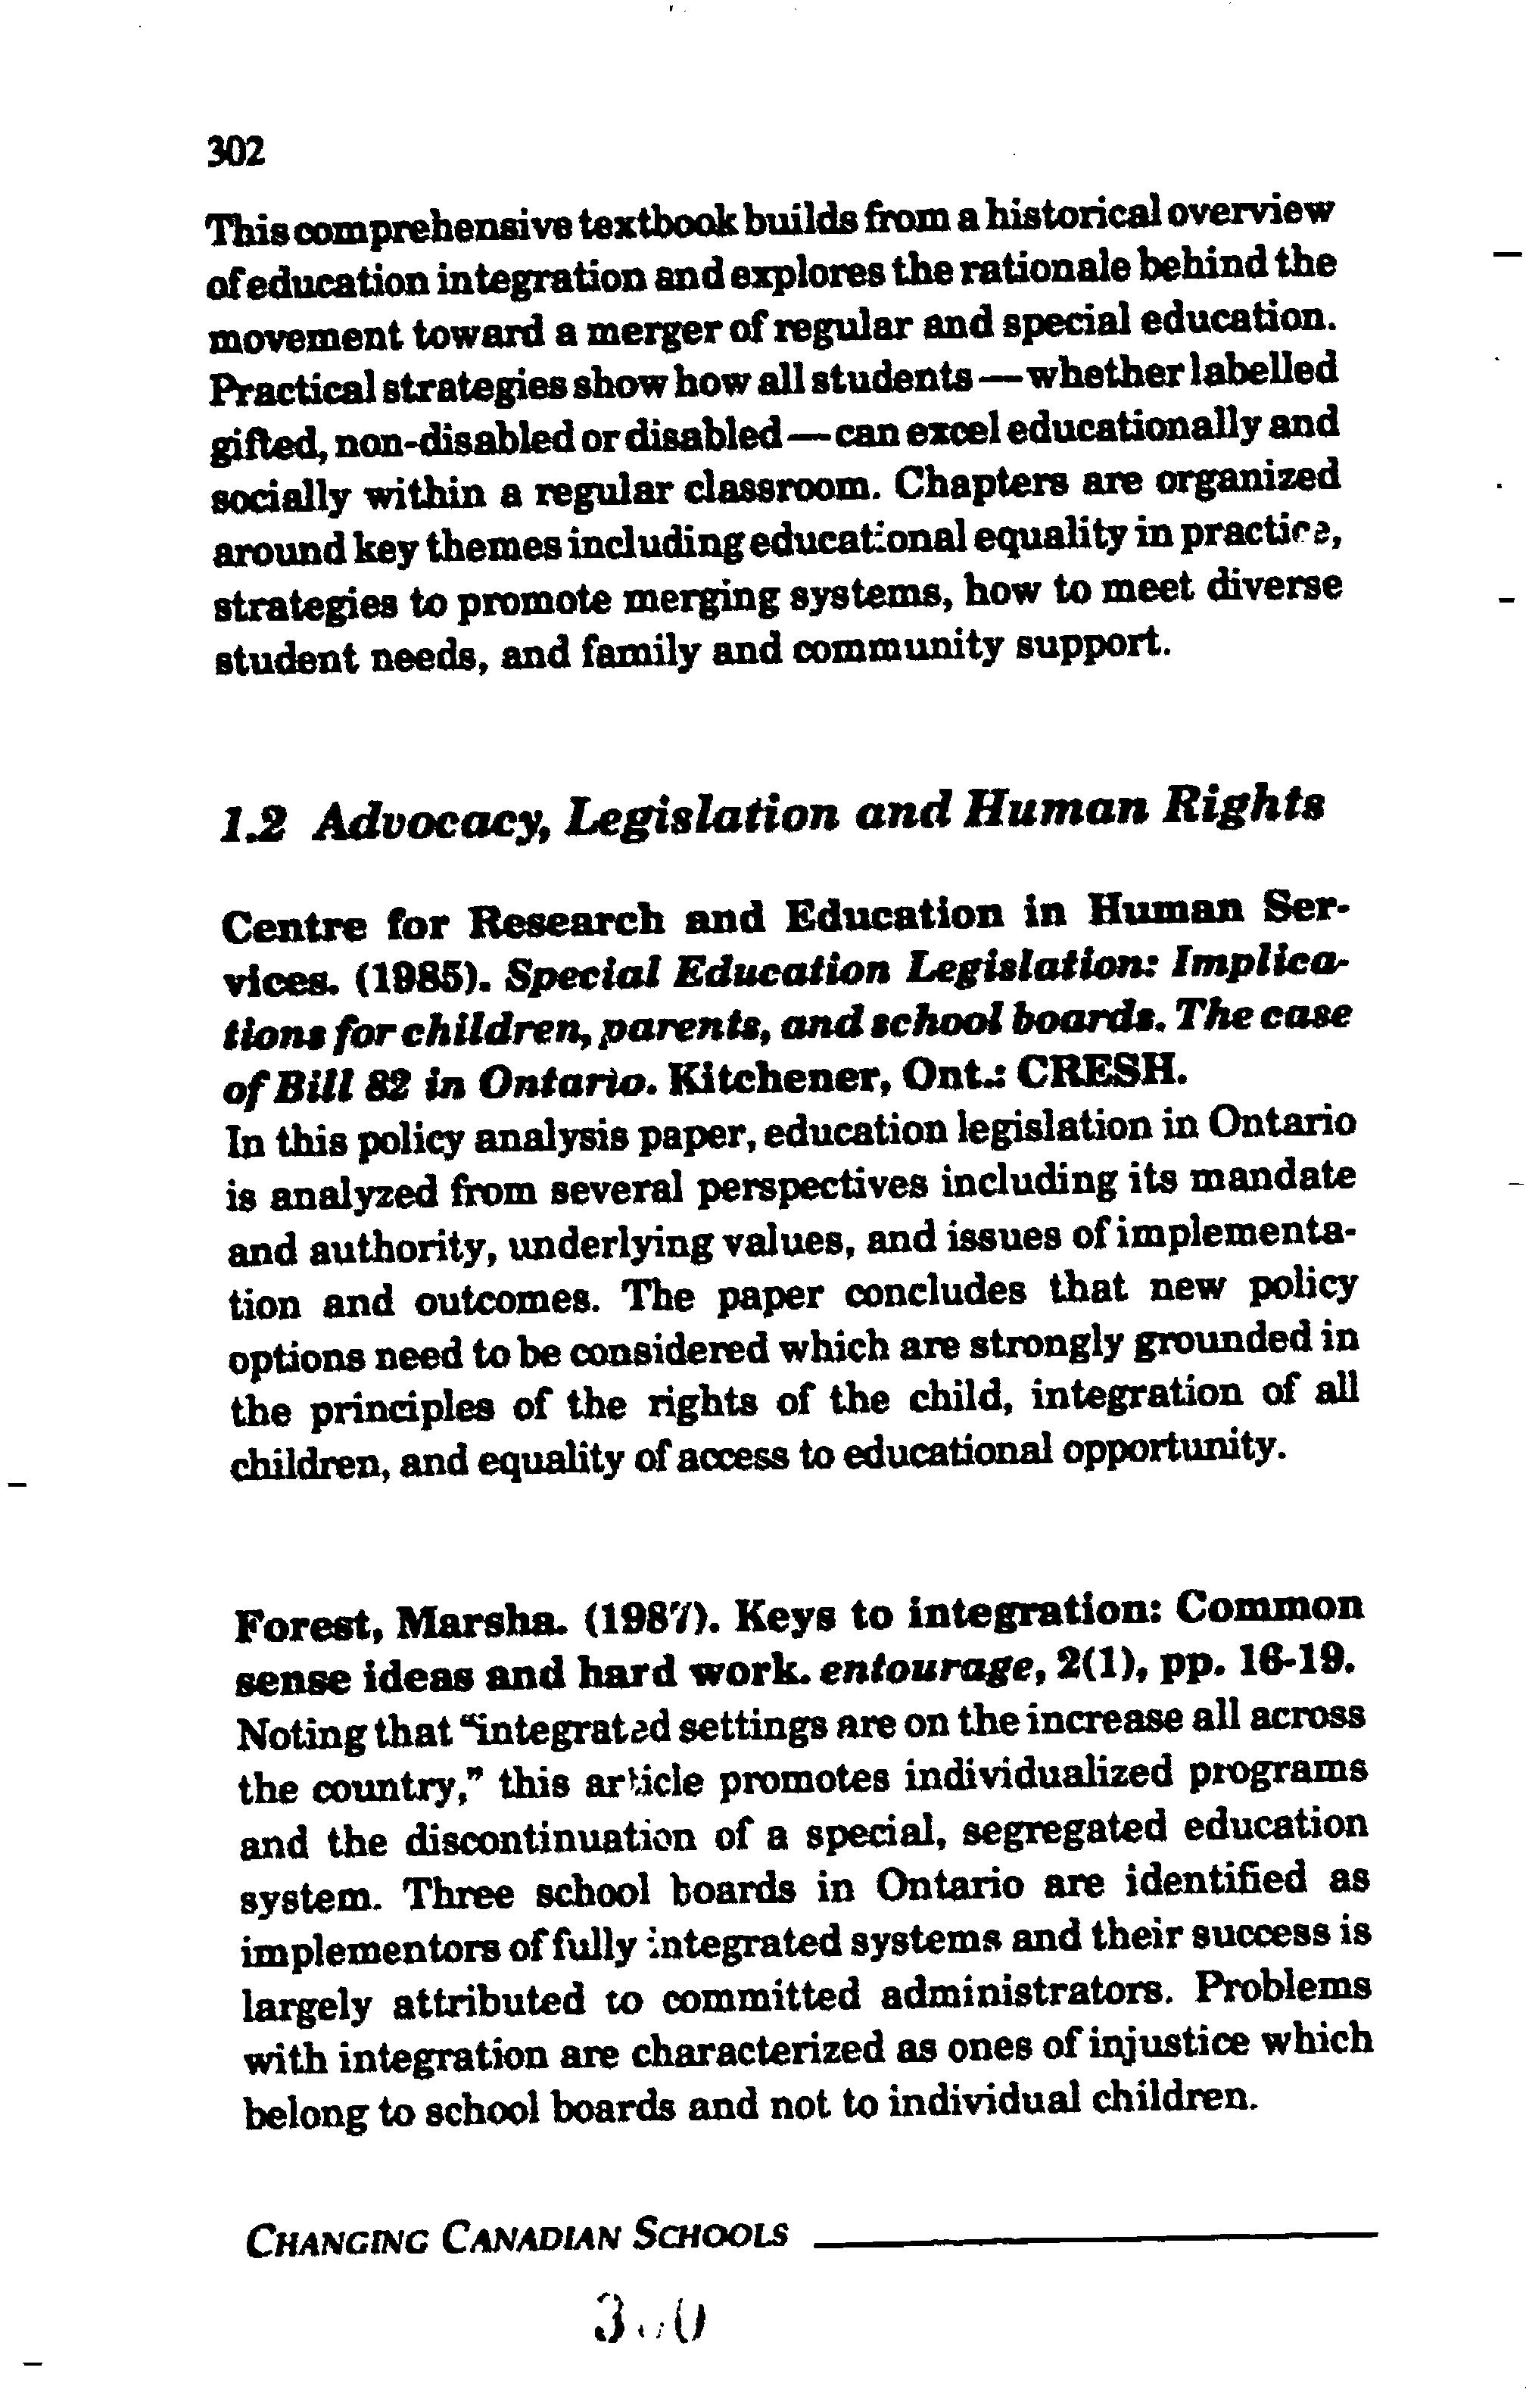 302
This comprehensive textbook builds from a historical overview
of education integration and explores the rationale behind the
movement toward a merger of regular and special education.
Practical strategies show how all students — whether labelled
gifted, non-disabled or disabled — can excel educationally and
socially within a regular classroom. Chapters are organized
around key themes including educational equality in practice,
strategies to promote merging systems, how to meet diverse
student needs, and family and community support.
1.2 Advocacy, Legislation and Human Rights
Centre for Research and Education in Human Ser-
vices. (1985). Special Education Legislation: Implica-
tions for children, parents, and school boards. The case
of Bill 82 in Ontario. Kitchener, Ont.: CRESH.
In this policy analysis paper, education legislation in Ontario
is analyzed from several perspectives including its mandate
and authority, underlying values, and issues of implementa-
tion and outcomes. The paper concludes that new policy
options need to be considered which are strongly grounded in
the principles of the rights of the child, integration of all
children, and equality of access to educational opportunity.
Forest, Marsha. (1987). Keys to integration: Common
sense ideas and hard work. entourage, 2(1), pp. 16-19.
Noting that “integrated settings are on the increase all across
the country,” this article promotes individualized programs
and the discontinuation of a special, segregated education
system. Three school boards in Ontario are identified as
implementors of fully integrated systems and their success is
largely attributed to committed administrators. Problems
with integration are characterized as ones of injustice which
belong to school boards and not to individual children.
CHANGING CANADIAN SCHOOLS